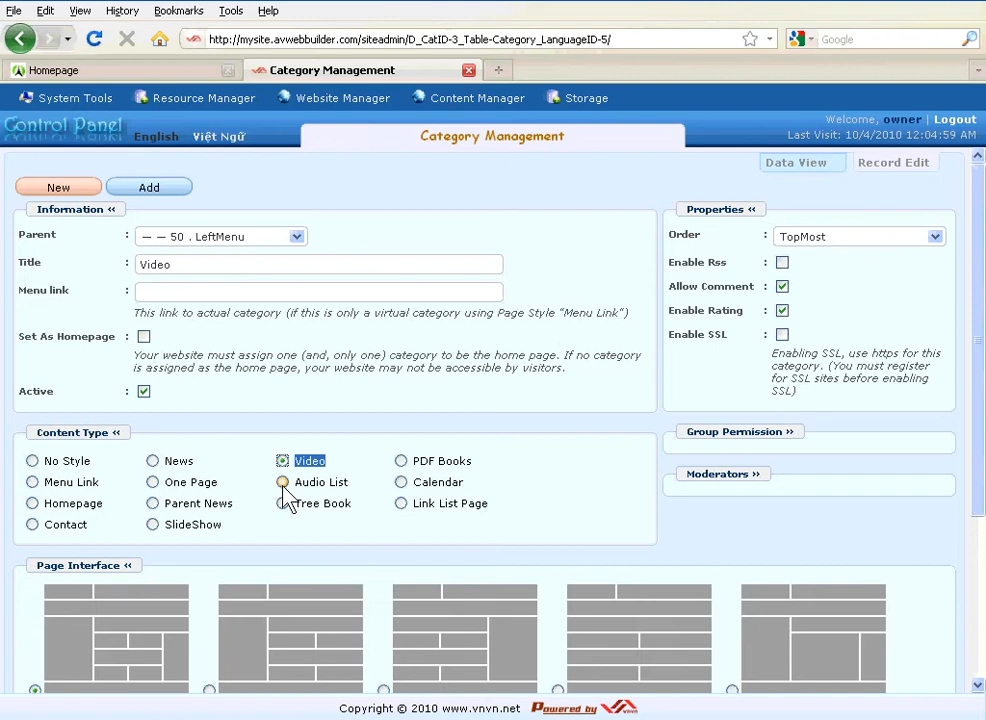 File Edit View History Bookmarks Tools Help
http://mysite.avwebbuilder.com/siteadmin/D_CatID-3_Table-Category_LanguageID-5/
Google
Homepage
Category Management
System Tools Resource Manager Website Manager Content Manager Storage
Control Panel English Việt Ngữ
Category Management
Welcome, owner | Logout
Last Visit: 10/4/2010 12:04:59 AM
Data View Record Edit
New Add
Information «
Parent : — — 50 . LeftMenu
Title : Video
Menu link :
This link to actual category (if this is only a virtual category using Page Style "Menu Link")
Set As Homepage :
Your website must assign one (and, only one) category to be the home page. If no category
is assigned as the home page, your website may not be accessible by visitors.
Active :
Properties «
Order : TopMost
Enable Rss :
Allow Comment :
Enable Rating :
Enable SSL :
Enabling SSL, use https for this
category. (You must register
for SSL sites before enabling
SSL)
Content Type «
No Style News Video PDF Books
Menu Link One Page Audio List Calendar
Homepage Parent News Tree Book Link List Page
Contact SlideShow
Group Permission »
Moderators »
Page Interface «
Copyright © 2010 www.vnvn.net Powered by vnvn